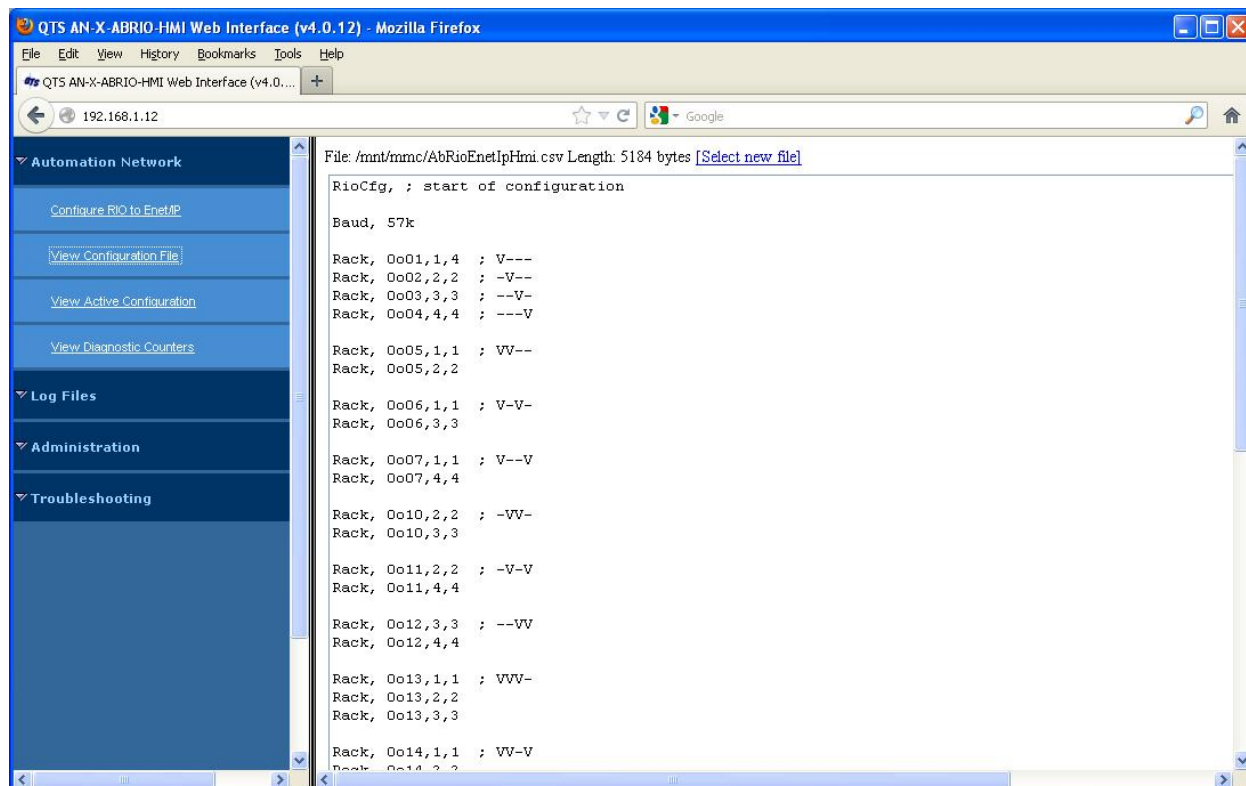 QTS AN-X-ABRIO-HMI Web Interface (v4.0.12) - Mozilla Firefox
File Edit View History Bookmarks Tools Help
QTS AN-X-ABRIO-HMI Web Interface (v4.0.... +
192.168.1.12
Google
Automation Network
Configure RIO to Enet/IP
View Configuration File
View Active Configuration
View Diagnostic Counters
Log Files
Administration
Troubleshooting
File: /mnt/mmc/AbRioEnetIpHmi.csv Length: 5184 bytes [Select new file]
RioCfg, ; start of configuration
Baud, 57k
Rack, 0o01,1,4 ; V---
Rack, 0o02,2,2 ; -V--
Rack, 0o03,3,3 ; --V-
Rack, 0o04,4,4 ; ---V
Rack, 0o05,1,1 ; VV--
Rack, 0o05,2,2
Rack, 0o06,1,1 ; V-V-
Rack, 0o06,3,3
Rack, 0o07,1,1 ; V--V
Rack, 0o07,4,4
Rack, 0o10,2,2 ; -VV-
Rack, 0o10,3,3
Rack, 0o11,2,2 ; -V-V
Rack, 0o11,4,4
Rack, 0o12,3,3 ; --VV
Rack, 0o12,4,4
Rack, 0o13,1,1 ; VVV-
Rack, 0o13,2,2
Rack, 0o13,3,3
Rack, 0o14,1,1 ; VV-V
Rack, 0o14,2,2